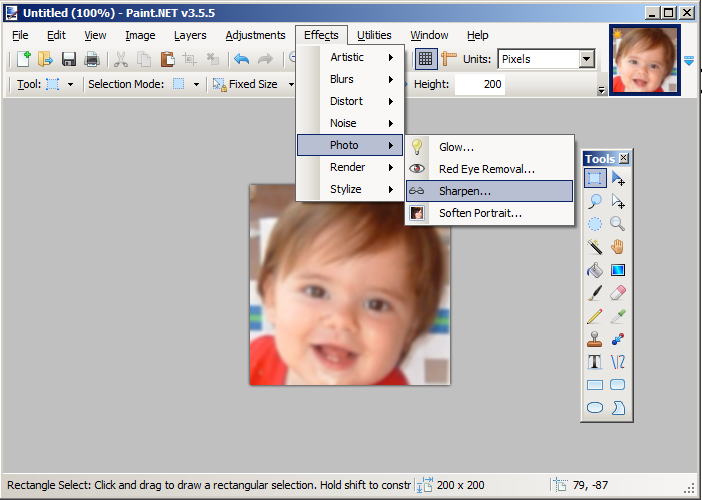 Untitled (100%) - Paint.NET v3.5.5
File Edit View Image Layers Adjustments Effects Utilities Window Help
Units: Pixels
Tool: Selection Mode: Fixed Size Height: 200
Artistic
Blurs
Distort
Noise
Photo
Render
Stylize
Glow...
Red Eye Removal...
Sharpen...
Soften Portrait...
Tools
Rectangle Select: Click and drag to draw a rectangular selection. Hold shift to constr 200 x 200 79, -87